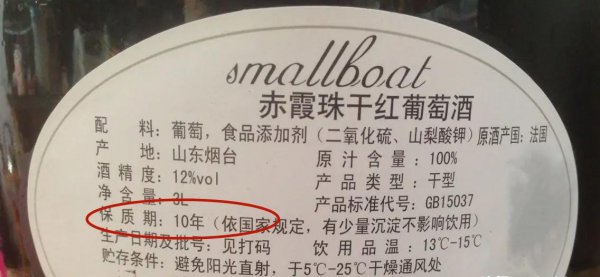 smallboat
赤霞珠干红葡萄酒
配 料：葡萄，食品添加剂（二氧化硫、山梨酸钾）原酒产国：法国
产 地：山东烟台 原汁含量：100%
酒精度：12%vol 产品类型：干型
净含量：3L 产品标准代号：GB15037
保质期：10年（依国家规定，有少量沉淀不影响饮用）
生产日期及批号：见打码 饮用品温：13℃-15℃
贮存条件：避免阳光直射，于5℃-25℃干燥通风处